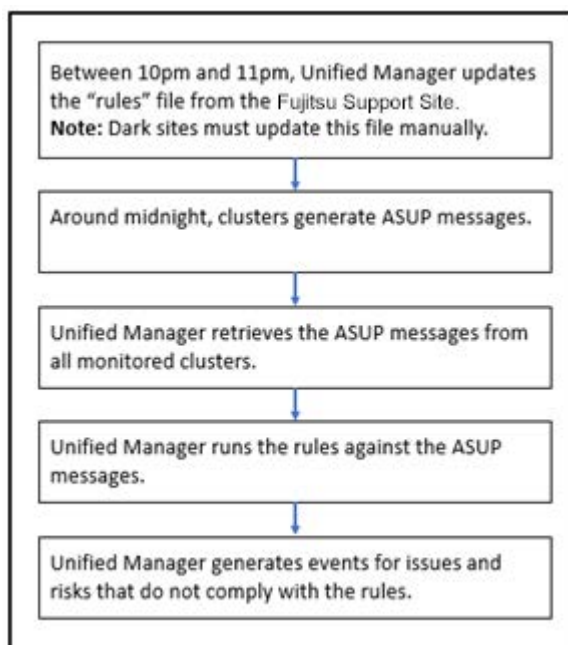 Between 10pm and 11pm, Unified Manager updates
the “rules” file from the Fujitsu Support Site.
Note: Dark sites must update this file manually.
Around midnight, clusters generate ASUP messages.
Unified Manager retrieves the ASUP messages from
all monitored clusters.
Unified Manager runs the rules against the ASUP
messages.
Unified Manager generates events for issues and
risks that do not comply with the rules.